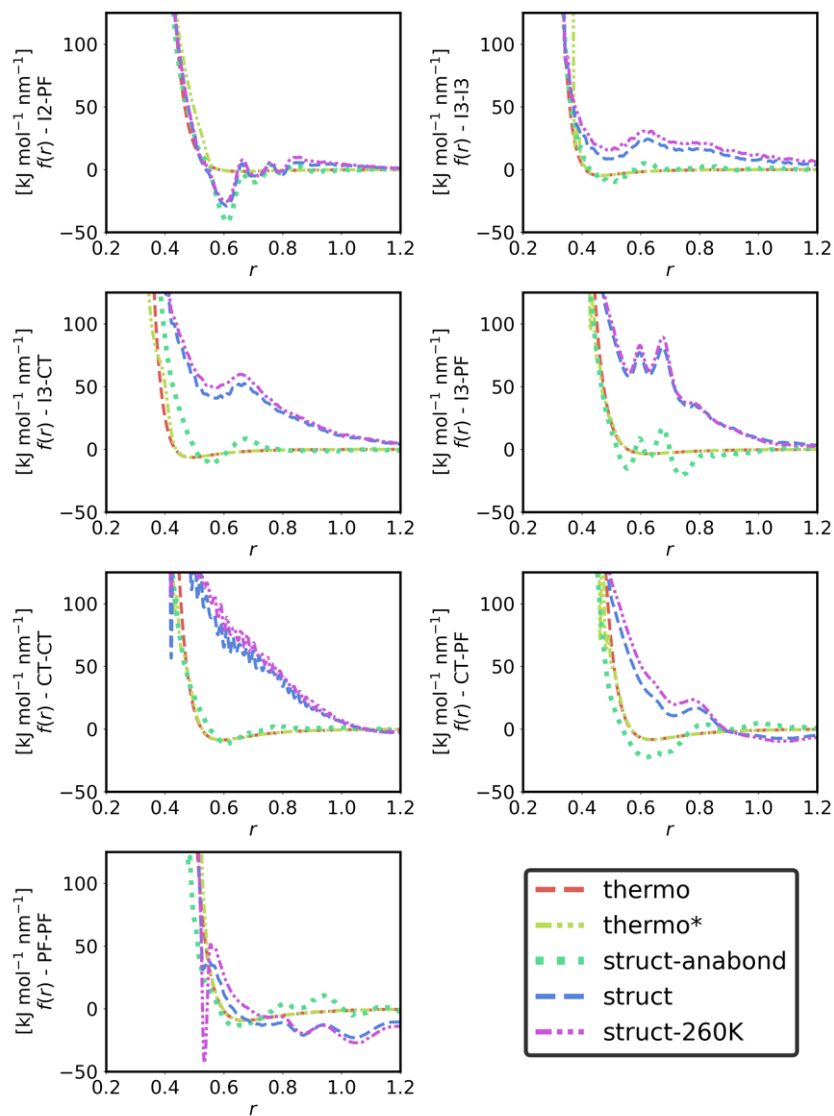 [kJ mol⁻¹ nm⁻¹]
f(r) - I2-PF
100
50
0
−50
0.2 0.4 0.6 0.8 1.0 1.2
r
[kJ mol⁻¹ nm⁻¹]
f(r) - I3-I3
100
50
0
−50
0.2 0.4 0.6 0.8 1.0 1.2
r
[kJ mol⁻¹ nm⁻¹]
f(r) - I3-CT
100
50
0
−50
0.2 0.4 0.6 0.8 1.0 1.2
r
[kJ mol⁻¹ nm⁻¹]
f(r) - I3-PF
100
50
0
−50
0.2 0.4 0.6 0.8 1.0 1.2
r
[kJ mol⁻¹ nm⁻¹]
f(r) - CT-CT
100
50
0
−50
0.2 0.4 0.6 0.8 1.0 1.2
r
[kJ mol⁻¹ nm⁻¹]
f(r) - CT-PF
100
50
0
−50
0.2 0.4 0.6 0.8 1.0 1.2
r
[kJ mol⁻¹ nm⁻¹]
f(r) - PF-PF
100
50
0
−50
0.2 0.4 0.6 0.8 1.0 1.2
r
thermo
thermo*
struct-anabond
struct
struct-260K